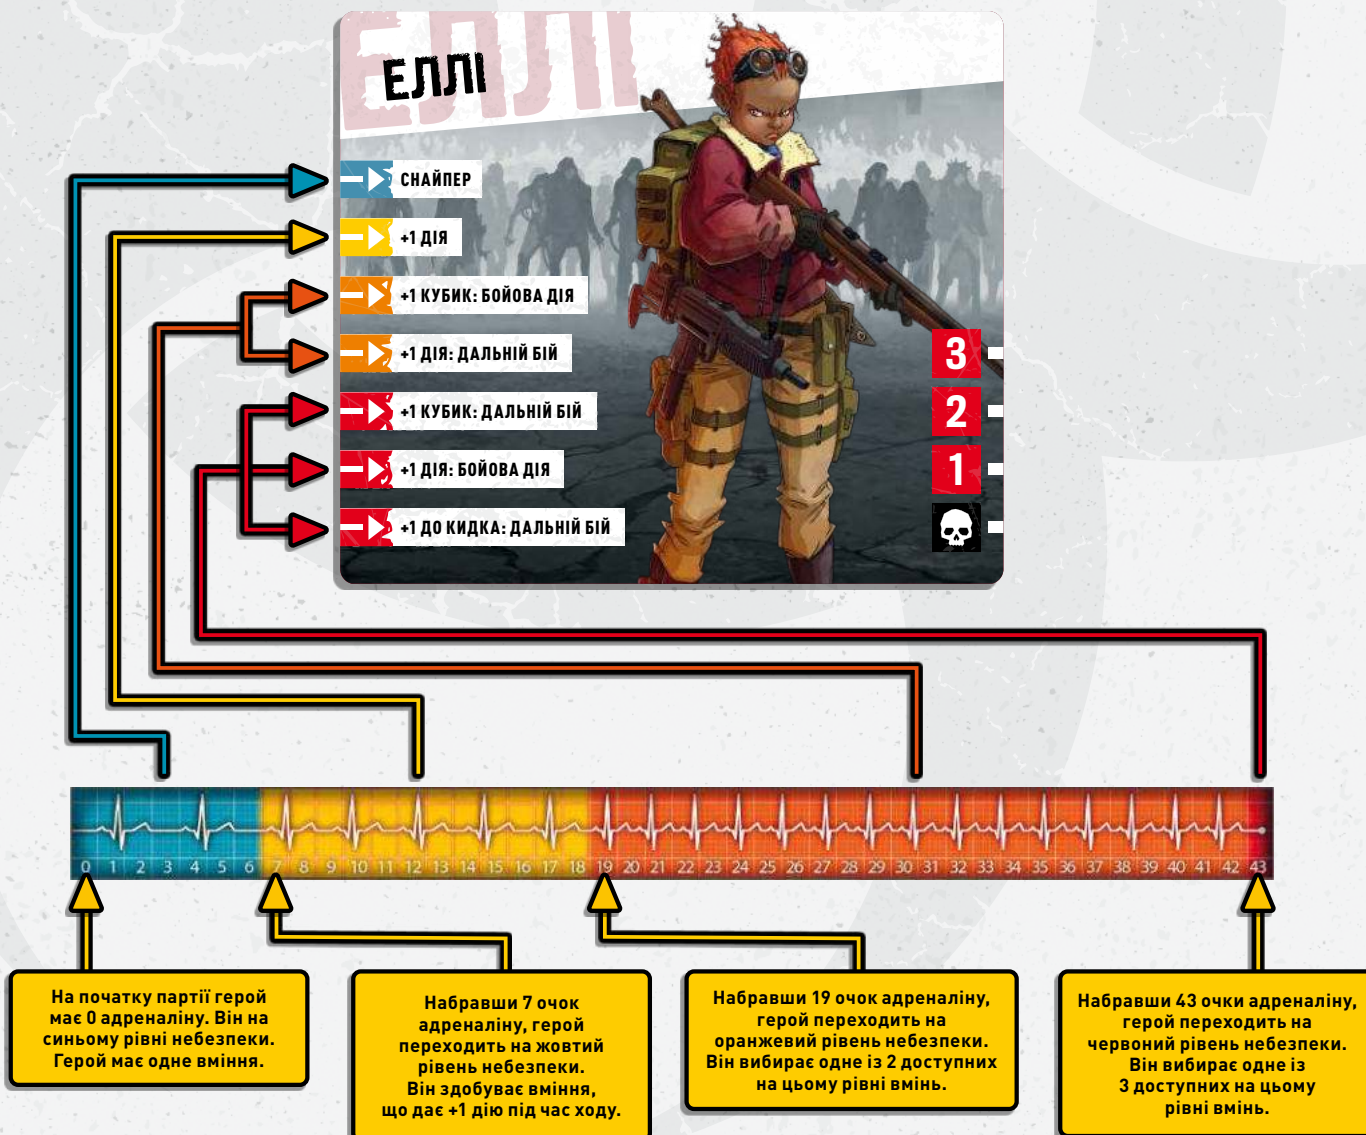 ЕЛЛІ
ЕЛЛІ
СНАЙПЕР
+1 ДІЯ
+1 КУБИК: БОЙОВА ДІЯ
+1 ДІЯ: ДАЛЬНІЙ БІЙ
+1 КУБИК: ДАЛЬНІЙ БІЙ
+1 ДІЯ: БОЙОВА ДІЯ
+1 ДО КИДКА: ДАЛЬНІЙ БІЙ
3
2
1
0 1 2 3 4 5 6 7 8 9 10 11 12 13 14 15 16 17 18 19 20 21 22 23 24 25 26 27 28 29 30 31 32 33 34 35 36 37 38 39 40 41 42 43
На початку партії герой
має 0 адреналіну. Він на
синьому рівні небезпеки.
Герой має одне вміння.
Набравши 7 очок
адреналіну, герой
переходить на жовтий
рівень небезпеки.
Він здобуває вміння,
що дає +1 дію під час ходу.
Набравши 19 очок адреналіну,
герой переходить на
оранжевий рівень небезпеки.
Він вибирає одне із 2 доступних
на цьому рівні вмінь.
Набравши 43 очки адреналіну,
герой переходить на
червоний рівень небезпеки.
Він вибирає одне із
3 доступних на цьому
рівні вмінь.